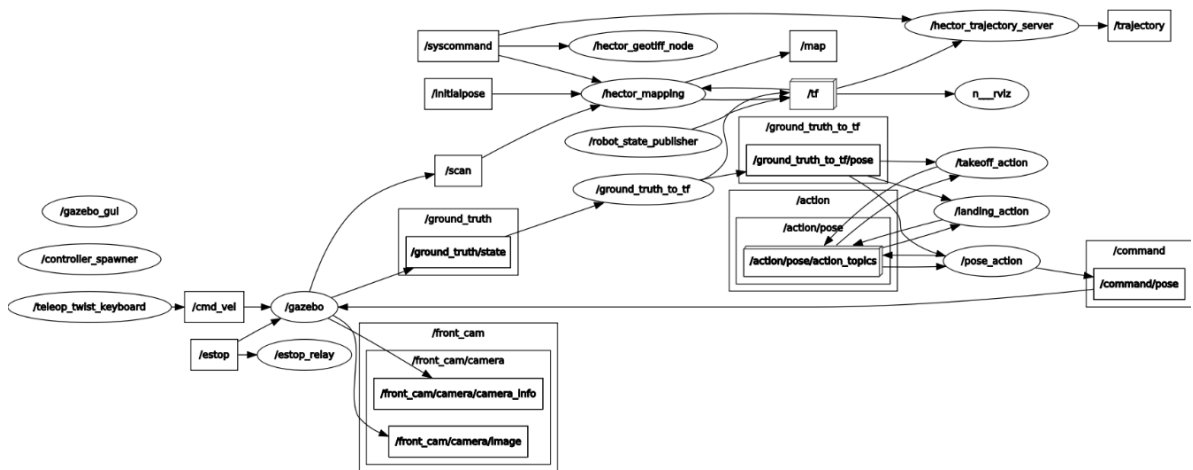 /syscommand
/hector_geotiff_node
/map
/hector_trajectory_server
/trajectory
/initialpose
/hector_mapping
/tf
n___rviz
/robot_state_publisher
/ground_truth_to_tf
/ground_truth_to_tf/pose
/takeoff_action
/scan
/ground_truth_to_tf
/action
/landing_action
/gazebo_gui
/ground_truth
/action/pose
/ground_truth/state
/action/pose/action_topics
/pose_action
/command
/controller_spawner
/command/pose
/teleop_twist_keyboard
/cmd_vel
/gazebo
/estop
/estop_relay
/front_cam
/front_cam/camera
/front_cam/camera/camera_info
/front_cam/camera/image